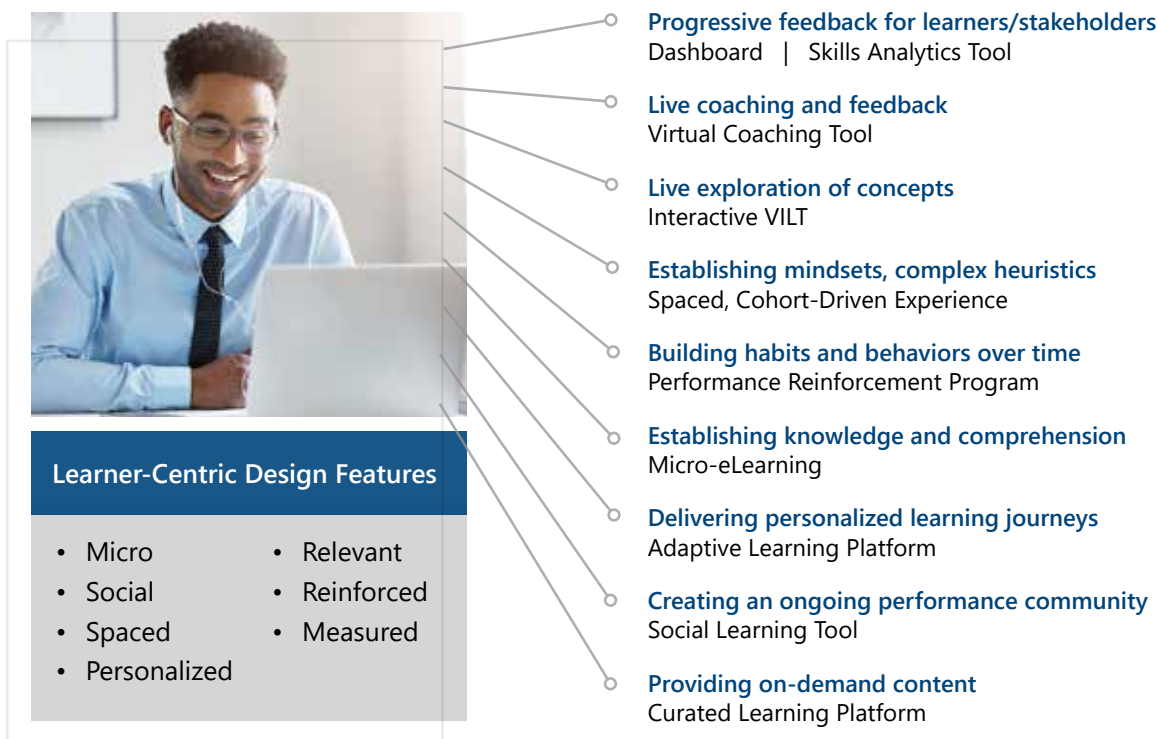 Progressive feedback for learners/stakeholders
Dashboard | Skills Analytics Tool
Live coaching and feedback
Virtual Coaching Tool
Live exploration of concepts
Interactive VILT
Establishing mindsets, complex heuristics
Spaced, Cohort-Driven Experience
Building habits and behaviors over time
Performance Reinforcement Program
Establishing knowledge and comprehension
Micro-eLearning
Delivering personalized learning journeys
Adaptive Learning Platform
Creating an ongoing performance community
Social Learning Tool
Providing on-demand content
Curated Learning Platform
Learner-Centric Design Features
• Micro
• Social
• Spaced
• Personalized
• Relevant
• Reinforced
• Measured